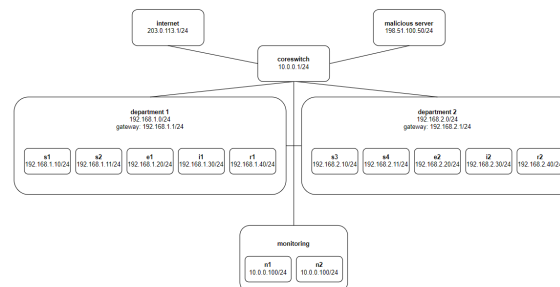 internet
203.0.113.1/24
malicious server
198.51.100.50/24
coreswitch
10.0.0.1/24
department 1
192.168.1.0/24
gateway: 192.168.1.1/24
s1
192.168.1.10/24
s2
192.168.1.11/24
e1
192.168.1.20/24
i1
192.168.1.30/24
r1
192.168.1.40/24
department 2
192.168.2.0/24
gateway: 192.168.2.1/24
s3
192.168.2.10/24
s4
192.168.2.11/24
e2
192.168.2.20/24
i2
192.168.2.30/24
r2
192.168.2.40/24
monitoring
n1
10.0.0.100/24
n2
10.0.0.100/24